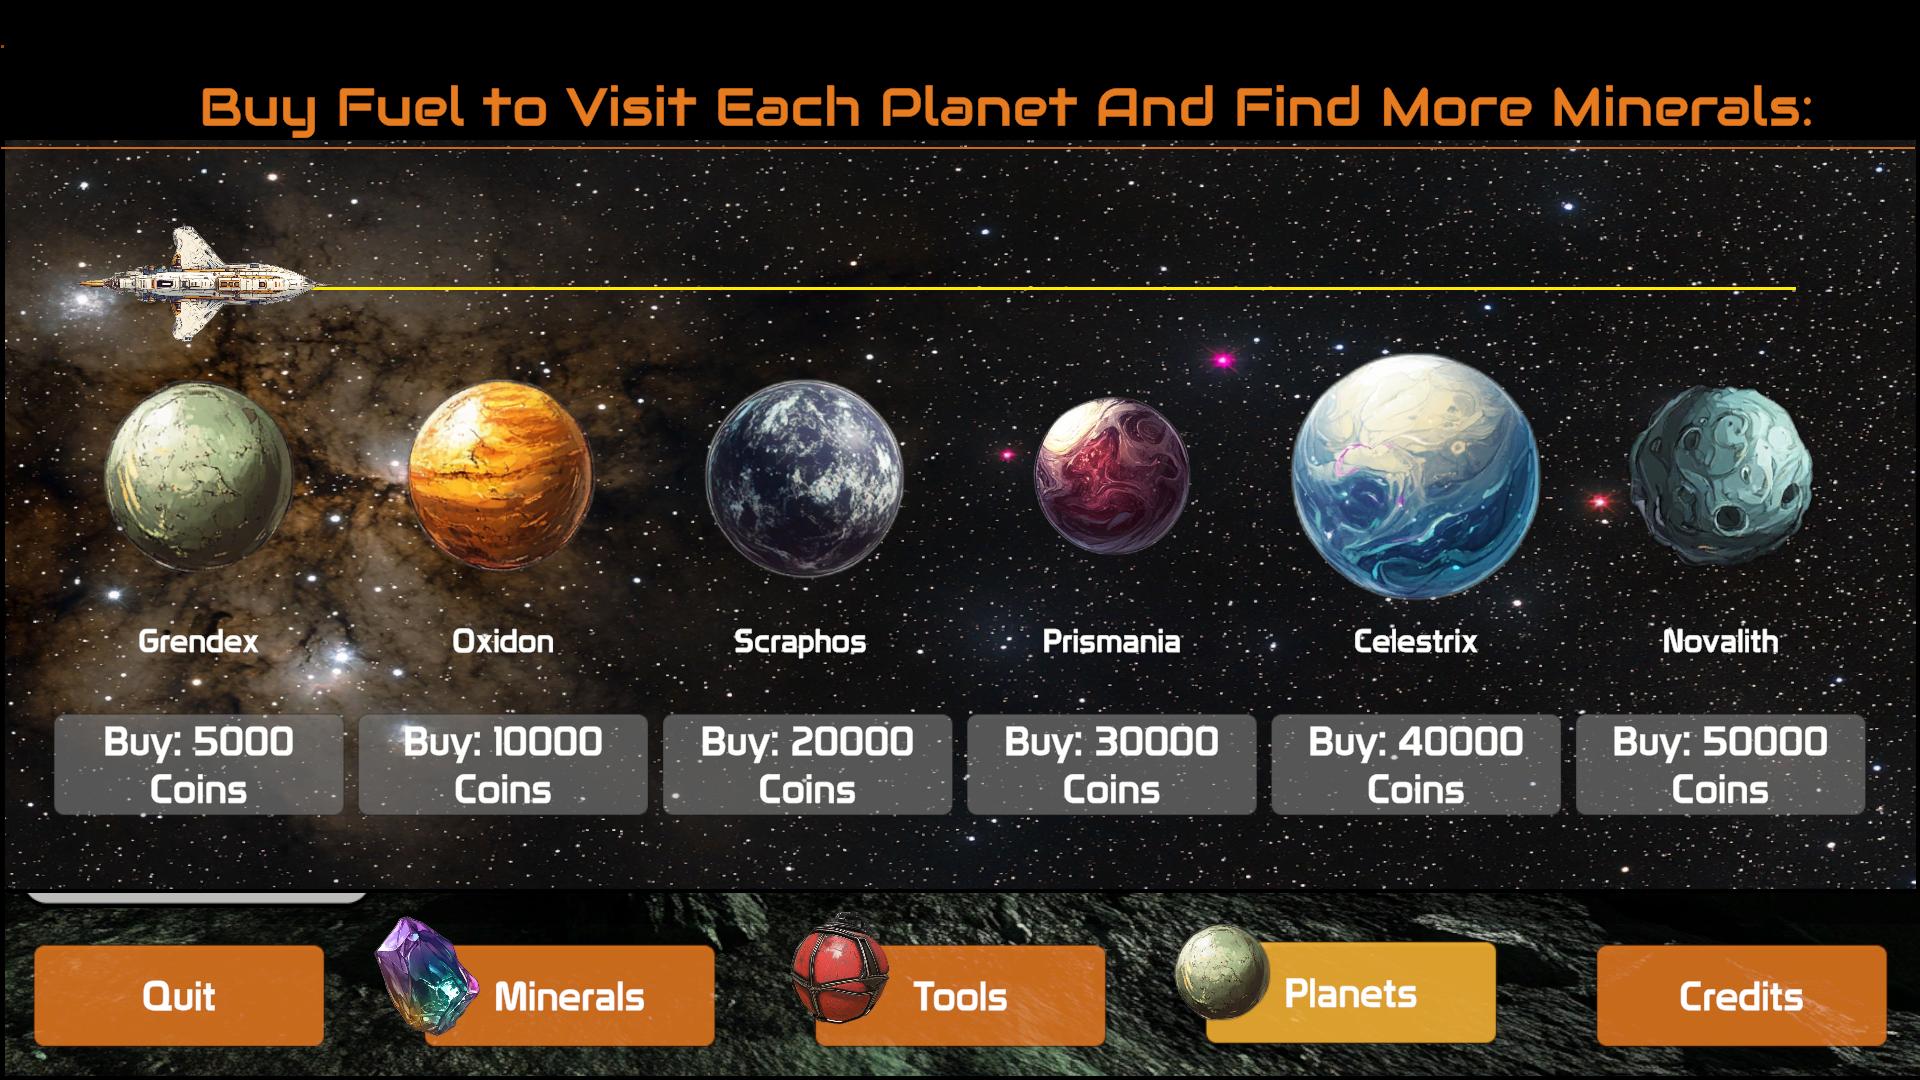 Buy Fuel to Visit Each Planet And Find More Minerals:
Grendex
Oxidon
Scraphos
Prismania
Celestrix
Novalith
Buy: 5000
Coins
Buy: 10000
Coins
Buy: 20000
Coins
Buy: 30000
Coins
Buy: 40000
Coins
Buy: 50000
Coins
Quit
Minerals
Tools
Planets
Credits